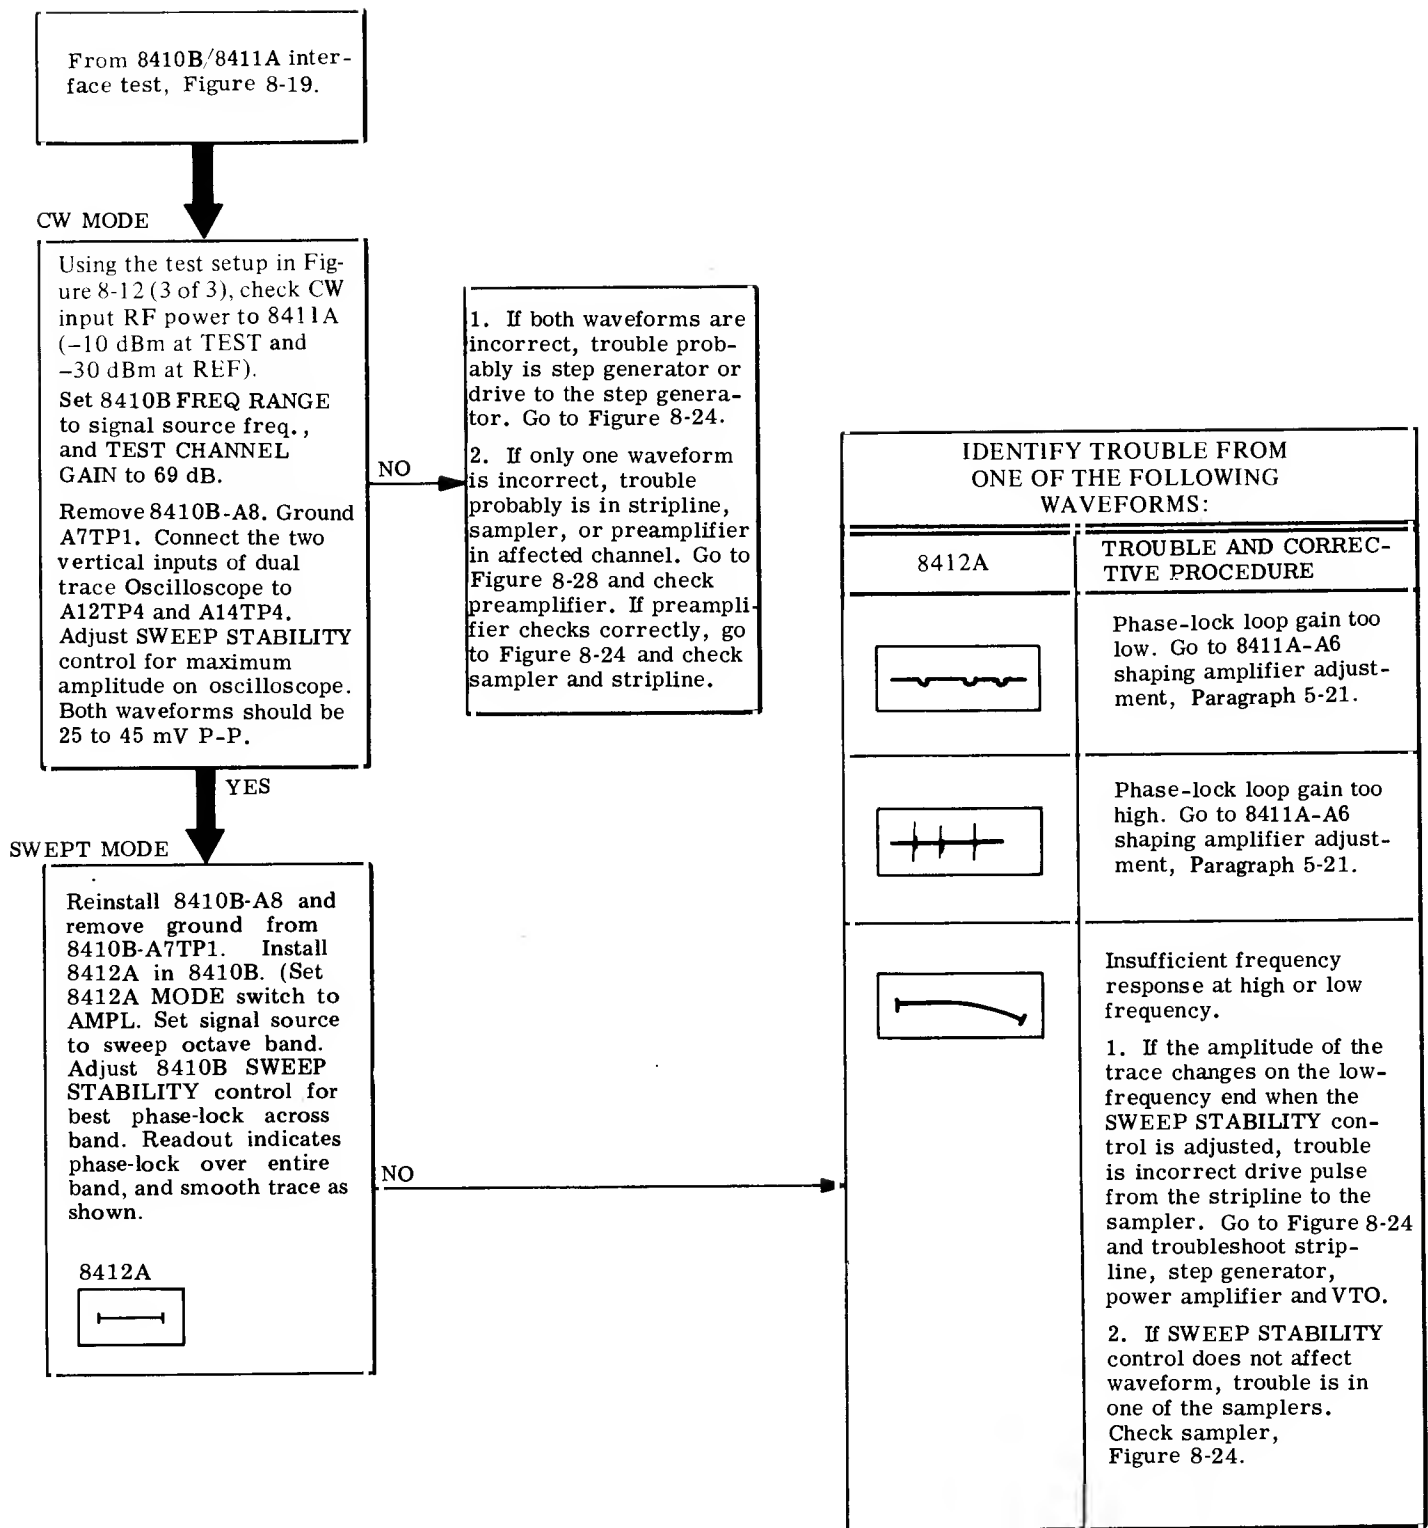 From 8410B/8411A inter-
face test, Figure 8-19.
CW MODE
Using the test setup in Fig-
ure 8-12 (3 of 3), check CW
input RF power to 8411A
(-10 dBm at TEST and
-30 dBm at REF).
Set 8410B FREQ RANGE
to signal source freq.,
and TEST CHANNEL
GAIN to 69 dB.
Remove 8410B-A8. Ground
A7TP1. Connect the two
vertical inputs of dual
trace Oscilloscope to
A12TP4 and A14TP4.
Adjust SWEEP STABILITY
control for maximum
amplitude on oscilloscope.
Both waveforms should be
25 to 45 mV P-P.
NO
1. If both waveforms are
incorrect, trouble prob-
ably is step generator or
drive to the step genera-
tor. Go to Figure 8-24.
2. If only one waveform
is incorrect, trouble
probably is in stripline,
sampler, or preamplifier
in affected channel. Go to
Figure 8-28 and check
preamplifier. If preampli-
fier checks correctly, go
to Figure 8-24 and check
sampler and stripline.
YES
SWEPT MODE
Reinstall 8410B-A8 and
remove ground from
8410B-A7TP1. Install
8412A in 8410B. (Set
8412A MODE switch to
AMPL. Set signal source
to sweep octave band.
Adjust 8410B SWEEP
STABILITY control for
best phase-lock across
band. Readout indicates
phase-lock over entire
band, and smooth trace as
shown.
8412A
NO
IDENTIFY TROUBLE FROM
ONE OF THE FOLLOWING
WAVEFORMS:
8412A
TROUBLE AND CORREC-
TIVE PROCEDURE
Phase-lock loop gain too
low. Go to 8411A-A6
shaping amplifier adjust-
ment, Paragraph 5-21.
Phase-lock loop gain too
high. Go to 8411A-A6
shaping amplifier adjust-
ment, Paragraph 5-21.
Insufficient frequency
response at high or low
frequency.
1. If the amplitude of the
trace changes on the low-
frequency end when the
SWEEP STABILITY con-
trol is adjusted, trouble
is incorrect drive pulse
from the stripline to the
sampler. Go to Figure 8-24
and troubleshoot strip-
line, step generator,
power amplifier and VTO.
2. If SWEEP STABILITY
control does not affect
waveform, trouble is in
one of the samplers.
Check sampler,
Figure 8-24.